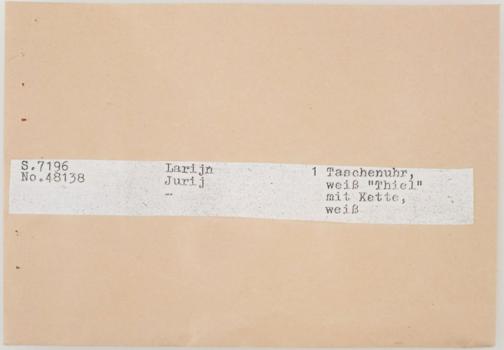 S.7196 Larijn 1 Taschenuhr,
No.48138 Jurij weiß "Thiel"
– mit Kette,
weiß